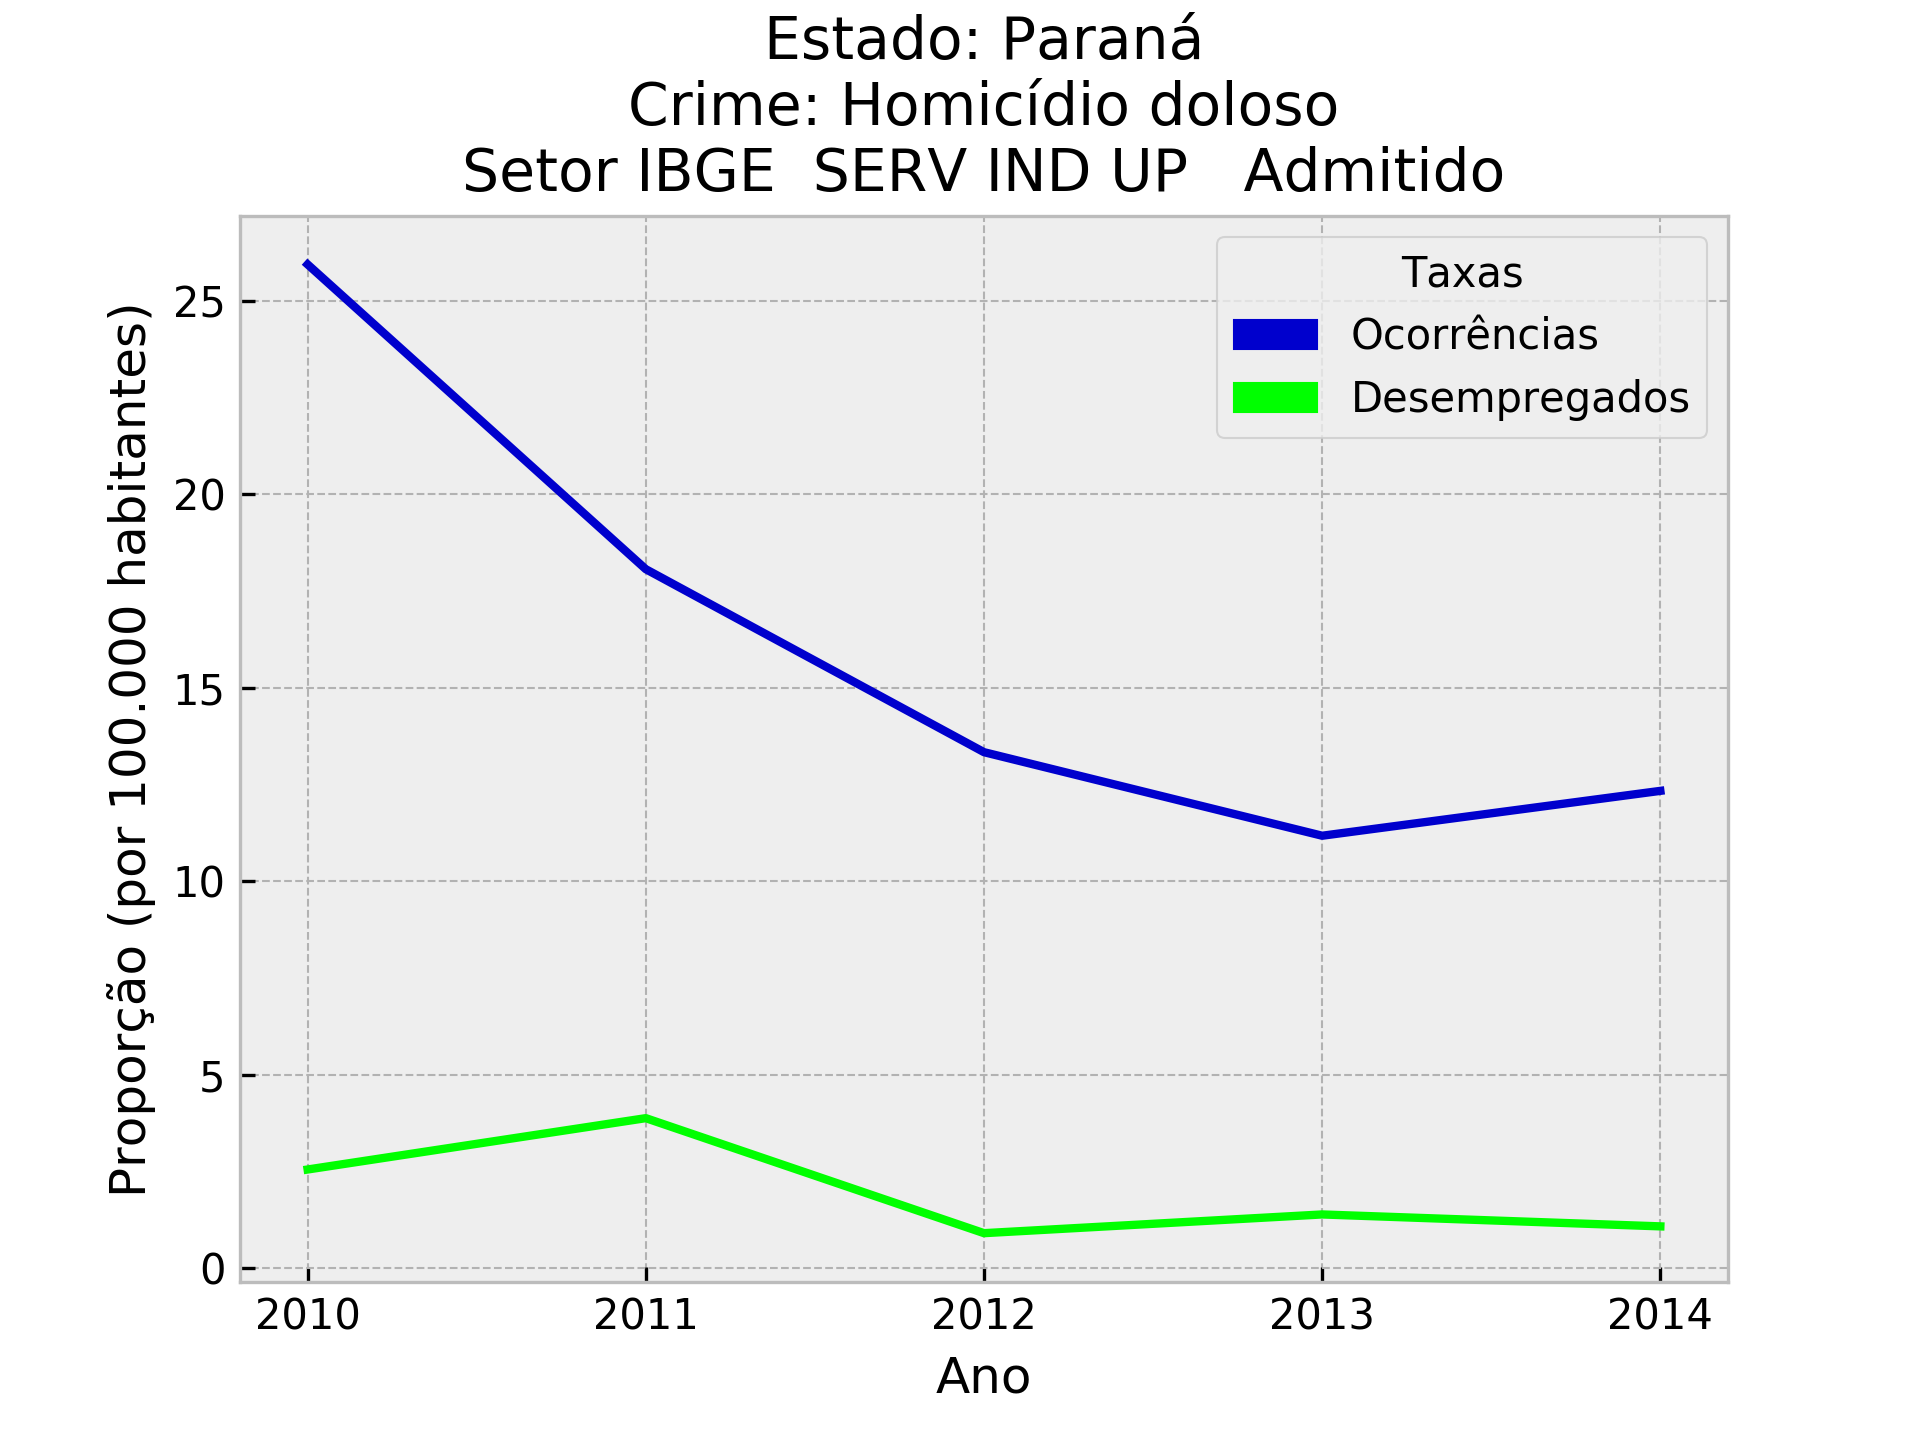 Estado: Paraná
Crime: Homicídio doloso
Setor IBGE  SERV IND UP   Admitido
Taxas
Ocorrências
Desempregados
Proporção (por 100.000 habitantes)
25
20
15
10
5
0
2010 2011 2012 2013 2014
Ano